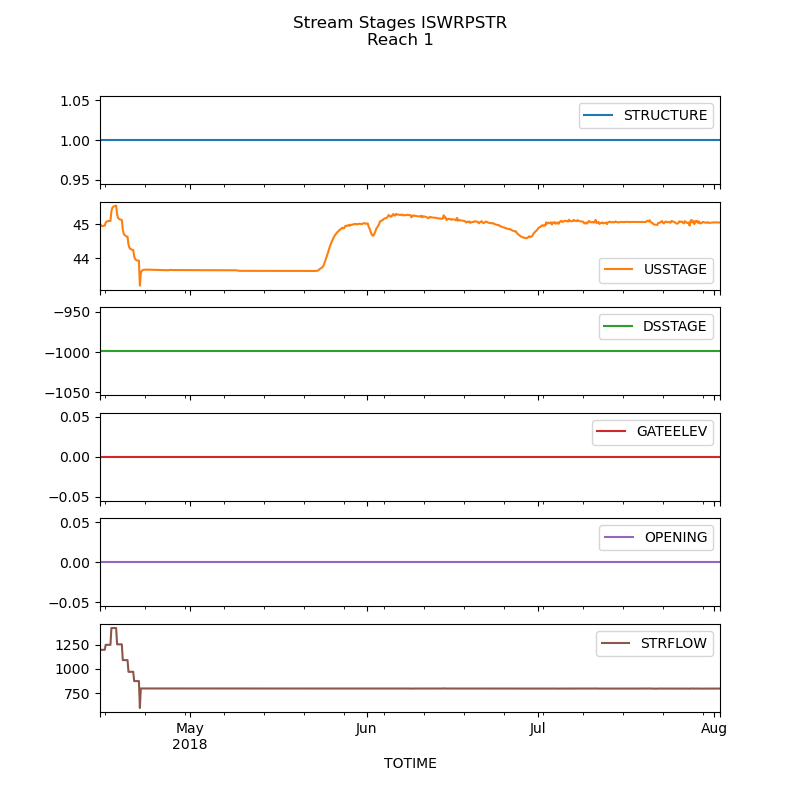 Stream Stages ISWRPSTR
Reach 1
1.05
1.00
0.95
STRUCTURE
45
44
USSTAGE
−950
−1000
−1050
DSSTAGE
0.05
0.00
−0.05
GATEELEV
0.05
0.00
−0.05
OPENING
1250
1000
750
STRFLOW
May
2018
Jun
Jul
Aug
TOTIME